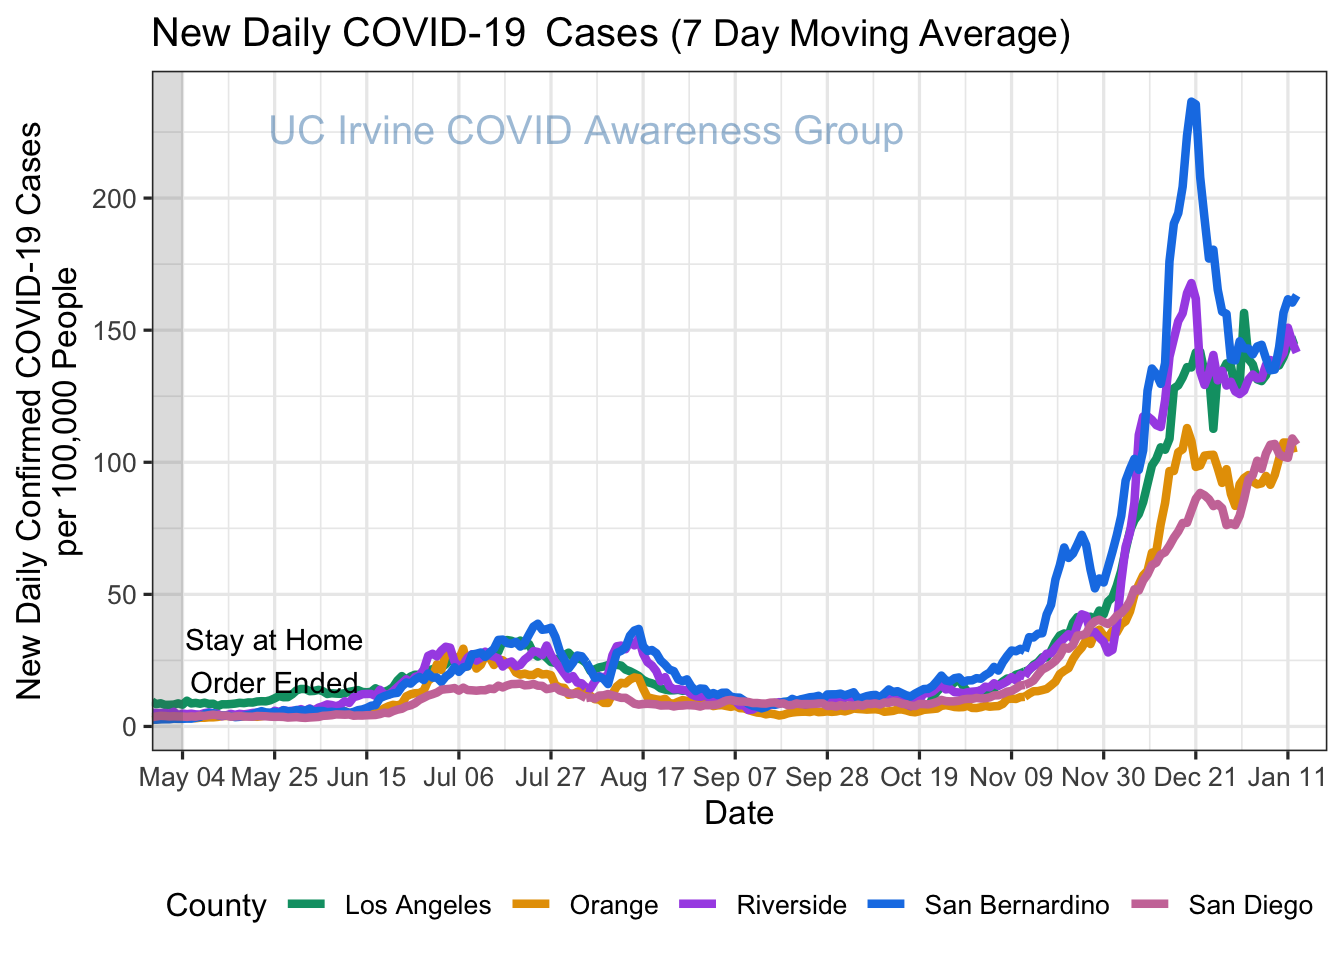 New Daily COVID-19  Cases (7 Day Moving Average)
UC Irvine COVID Awareness Group
New Daily Confirmed COVID-19 Cases
per 100,000 People
200
150
100
50
0
Stay at Home
Order Ended
May 04 May 25 Jun 15 Jul 06 Jul 27 Aug 17 Sep 07 Sep 28 Oct 19 Nov 09 Nov 30 Dec 21 Jan 11
Date
County Los Angeles Orange Riverside San Bernardino San Diego